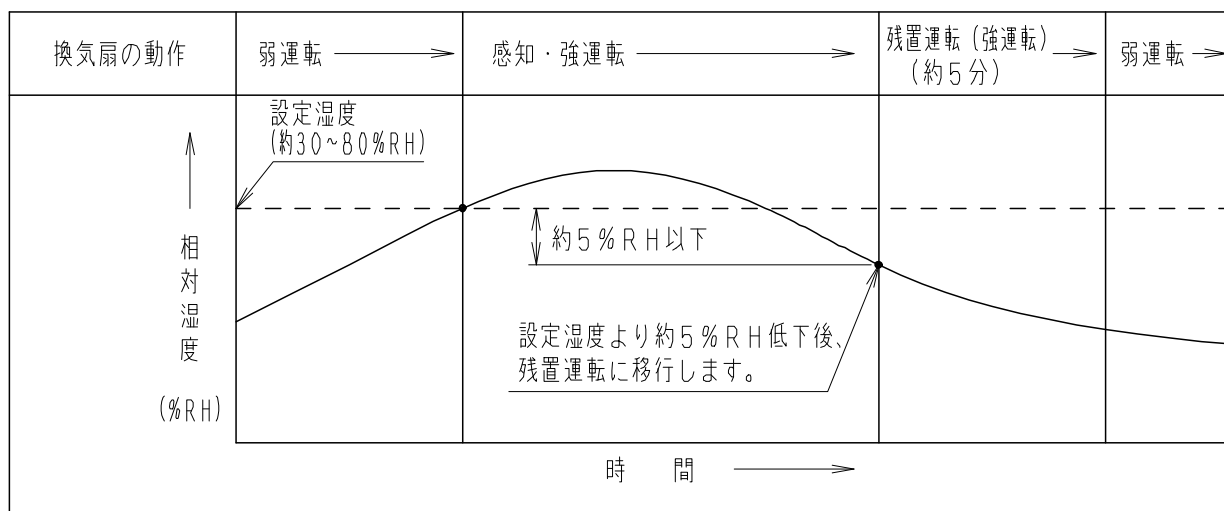 換気扇の動作
弱運転
感知・強運転
残置運転(強運転)
(約5分)
弱運転
設定湿度
(約30~80%RH)
相対湿度
(%RH)
約5%RH以下
設定湿度より約5%RH低下後、
残置運転に移行します。
時 間